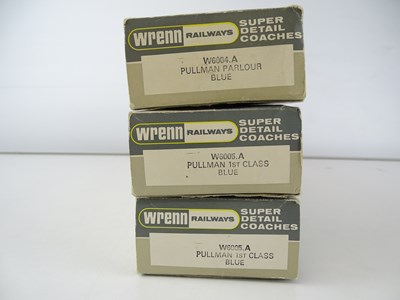 Wrenn RAILWAYS SUPER
DETAIL
COACHES
W6004.A
PULLMAN PARLOUR
BLUE
Wrenn RAILWAYS SUPER
DETAIL
COACHES
W6005.A
PULLMAN 1ST CLASS
BLUE
Wrenn RAILWAYS SUPER
DETAIL
COACHES
W6005.A
PULLMAN 1ST CLASS
BLUE